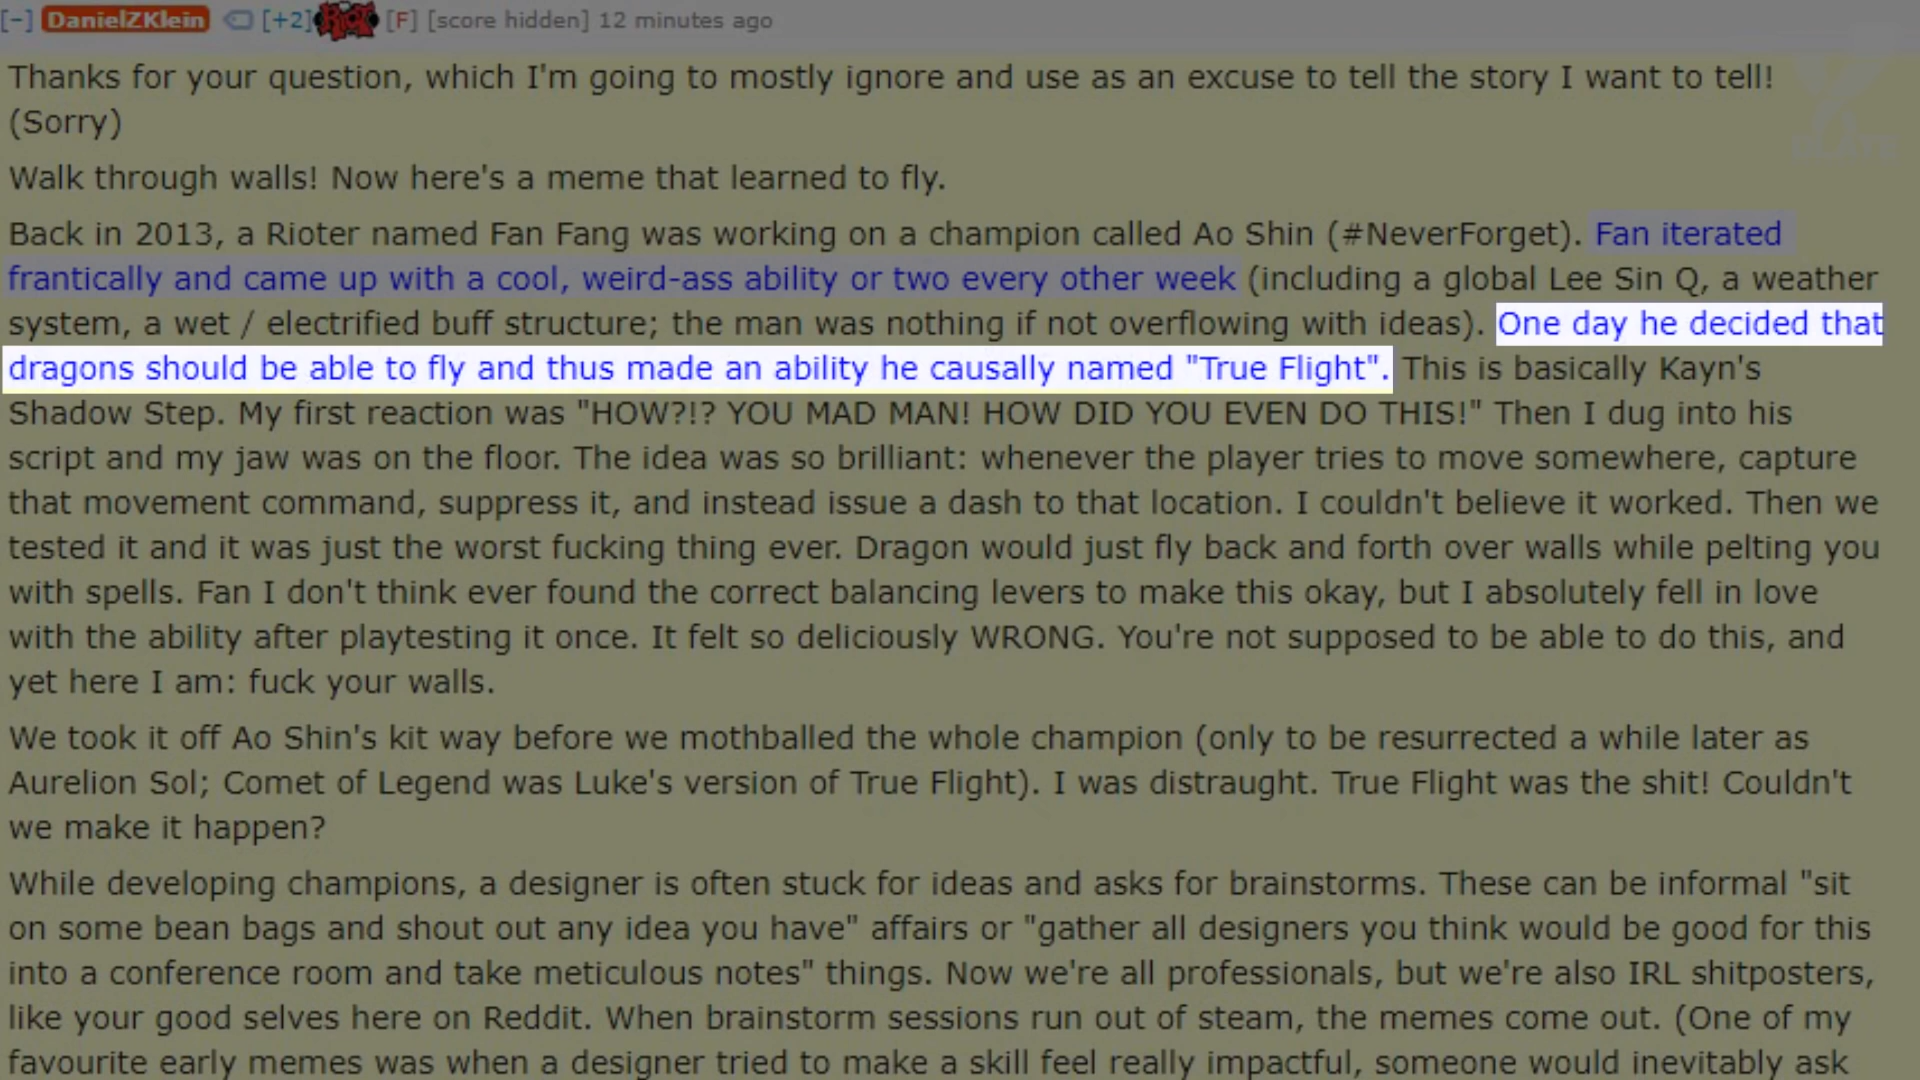 [-] DanielZKlein [+2] RIOT [F] [score hidden] 12 minutes ago
Thanks for your question, which I'm going to mostly ignore and use as an excuse to tell the story I want to tell!
(Sorry)
Walk through walls! Now here's a meme that learned to fly.
Back in 2013, a Rioter named Fan Fang was working on a champion called Ao Shin (#NeverForget). Fan iterated
frantically and came up with a cool, weird-ass ability or two every other week (including a global Lee Sin Q, a weather
system, a wet / electrified buff structure; the man was nothing if not overflowing with ideas). One day he decided that
dragons should be able to fly and thus made an ability he causally named "True Flight". This is basically Kayn's
Shadow Step. My first reaction was "HOW?!? YOU MAD MAN! HOW DID YOU EVEN DO THIS!" Then I dug into his
script and my jaw was on the floor. The idea was so brilliant: whenever the player tries to move somewhere, capture
that movement command, suppress it, and instead issue a dash to that location. I couldn't believe it worked. Then we
tested it and it was just the worst fucking thing ever. Dragon would just fly back and forth over walls while pelting you
with spells. Fan I don't think ever found the correct balancing levers to make this okay, but I absolutely fell in love
with the ability after playtesting it once. It felt so deliciously WRONG. You're not supposed to be able to do this, and
yet here I am: fuck your walls.
We took it off Ao Shin's kit way before we mothballed the whole champion (only to be resurrected a while later as
Aurelion Sol; Comet of Legend was Luke's version of True Flight). I was distraught. True Flight was the shit! Couldn't
we make it happen?
While developing champions, a designer is often stuck for ideas and asks for brainstorms. These can be informal "sit
on some bean bags and shout out any idea you have" affairs or "gather all designers you think would be good for this
into a conference room and take meticulous notes" things. Now we're all professionals, but we're also IRL shitposters,
like your good selves here on Reddit. When brainstorm sessions run out of steam, the memes come out. (One of my
favourite early memes was when a designer tried to make a skill feel really impactful, someone would inevitably ask